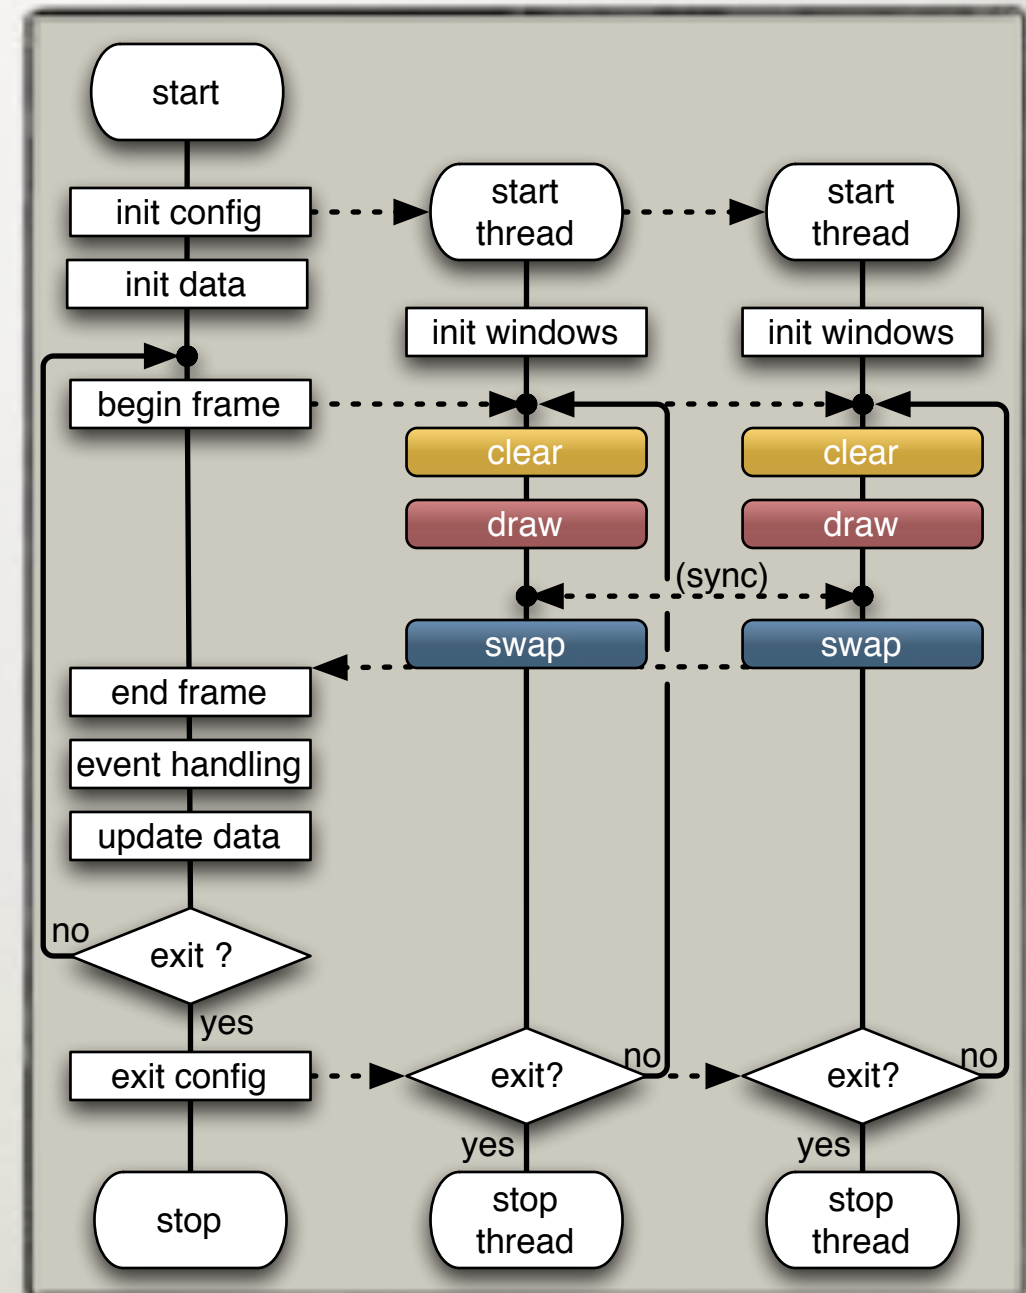 start
init config
start
thread
start
thread
init data
init windows
init windows
begin frame
clear
clear
draw
draw
(sync)
swap
swap
end frame
event handling
update data
no
exit ?
yes
exit config
exit?
no
exit?
no
yes
yes
stop
stop
thread
stop
thread